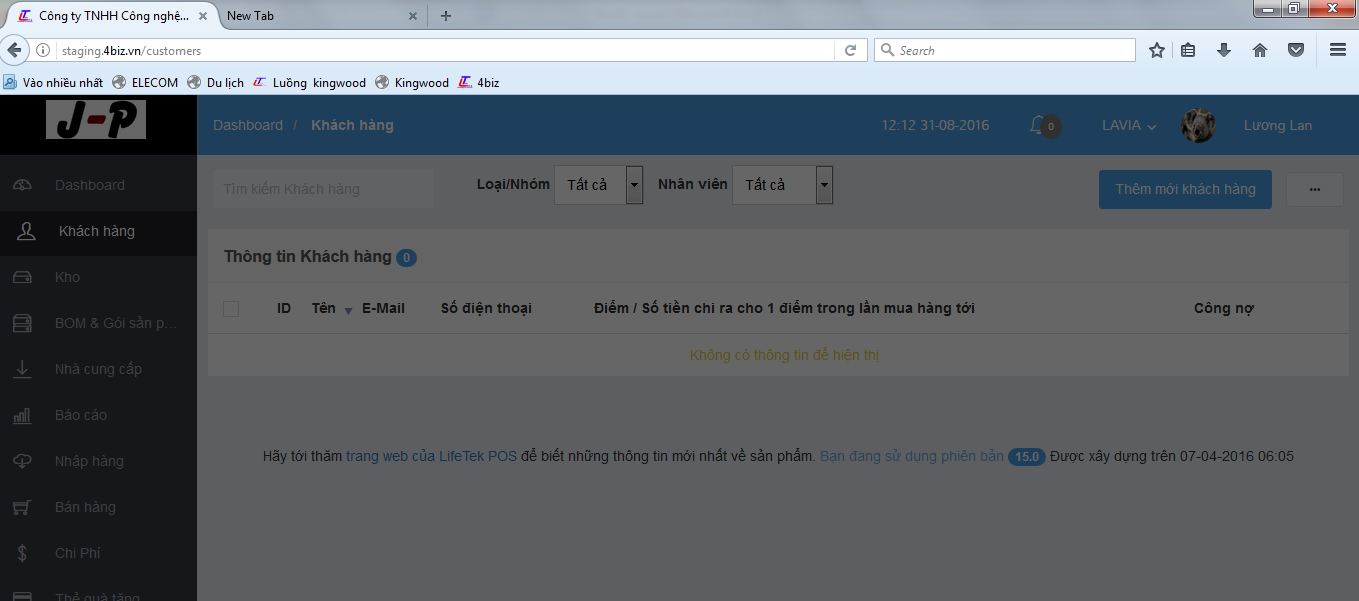 Công ty TNHH Công nghệ... New Tab
staging.4biz.vn/customers Search
Vào nhiều nhất ELECOM Du lịch Luồng kingwood Kingwood 4biz
J-P Dashboard / Khách hàng 12:12 31-08-2016 0 LAVIA Lương Lan
Tìm kiếm Khách hàng Loại/Nhóm Tất cả Nhân viên Tất cả Thêm mới khách hàng ...
Dashboard
Khách hàng
Kho
BOM & Gói sản p...
Nhà cung cấp
Báo cáo
Nhập hàng
Bán hàng
Chi Phí
Thẻ quà tặng
Thông tin Khách hàng 0
ID Tên E-Mail Số điện thoại Điểm / Số tiền chi ra cho 1 điểm trong lần mua hàng tới Công nợ
Không có thông tin để hiên thị
Hãy tới thăm trang web của LifeTek POS để biết những thông tin mới nhất về sản phẩm. Bạn đang sử dụng phiên bản 15.0 Được xây dựng trên 07-04-2016 06:05